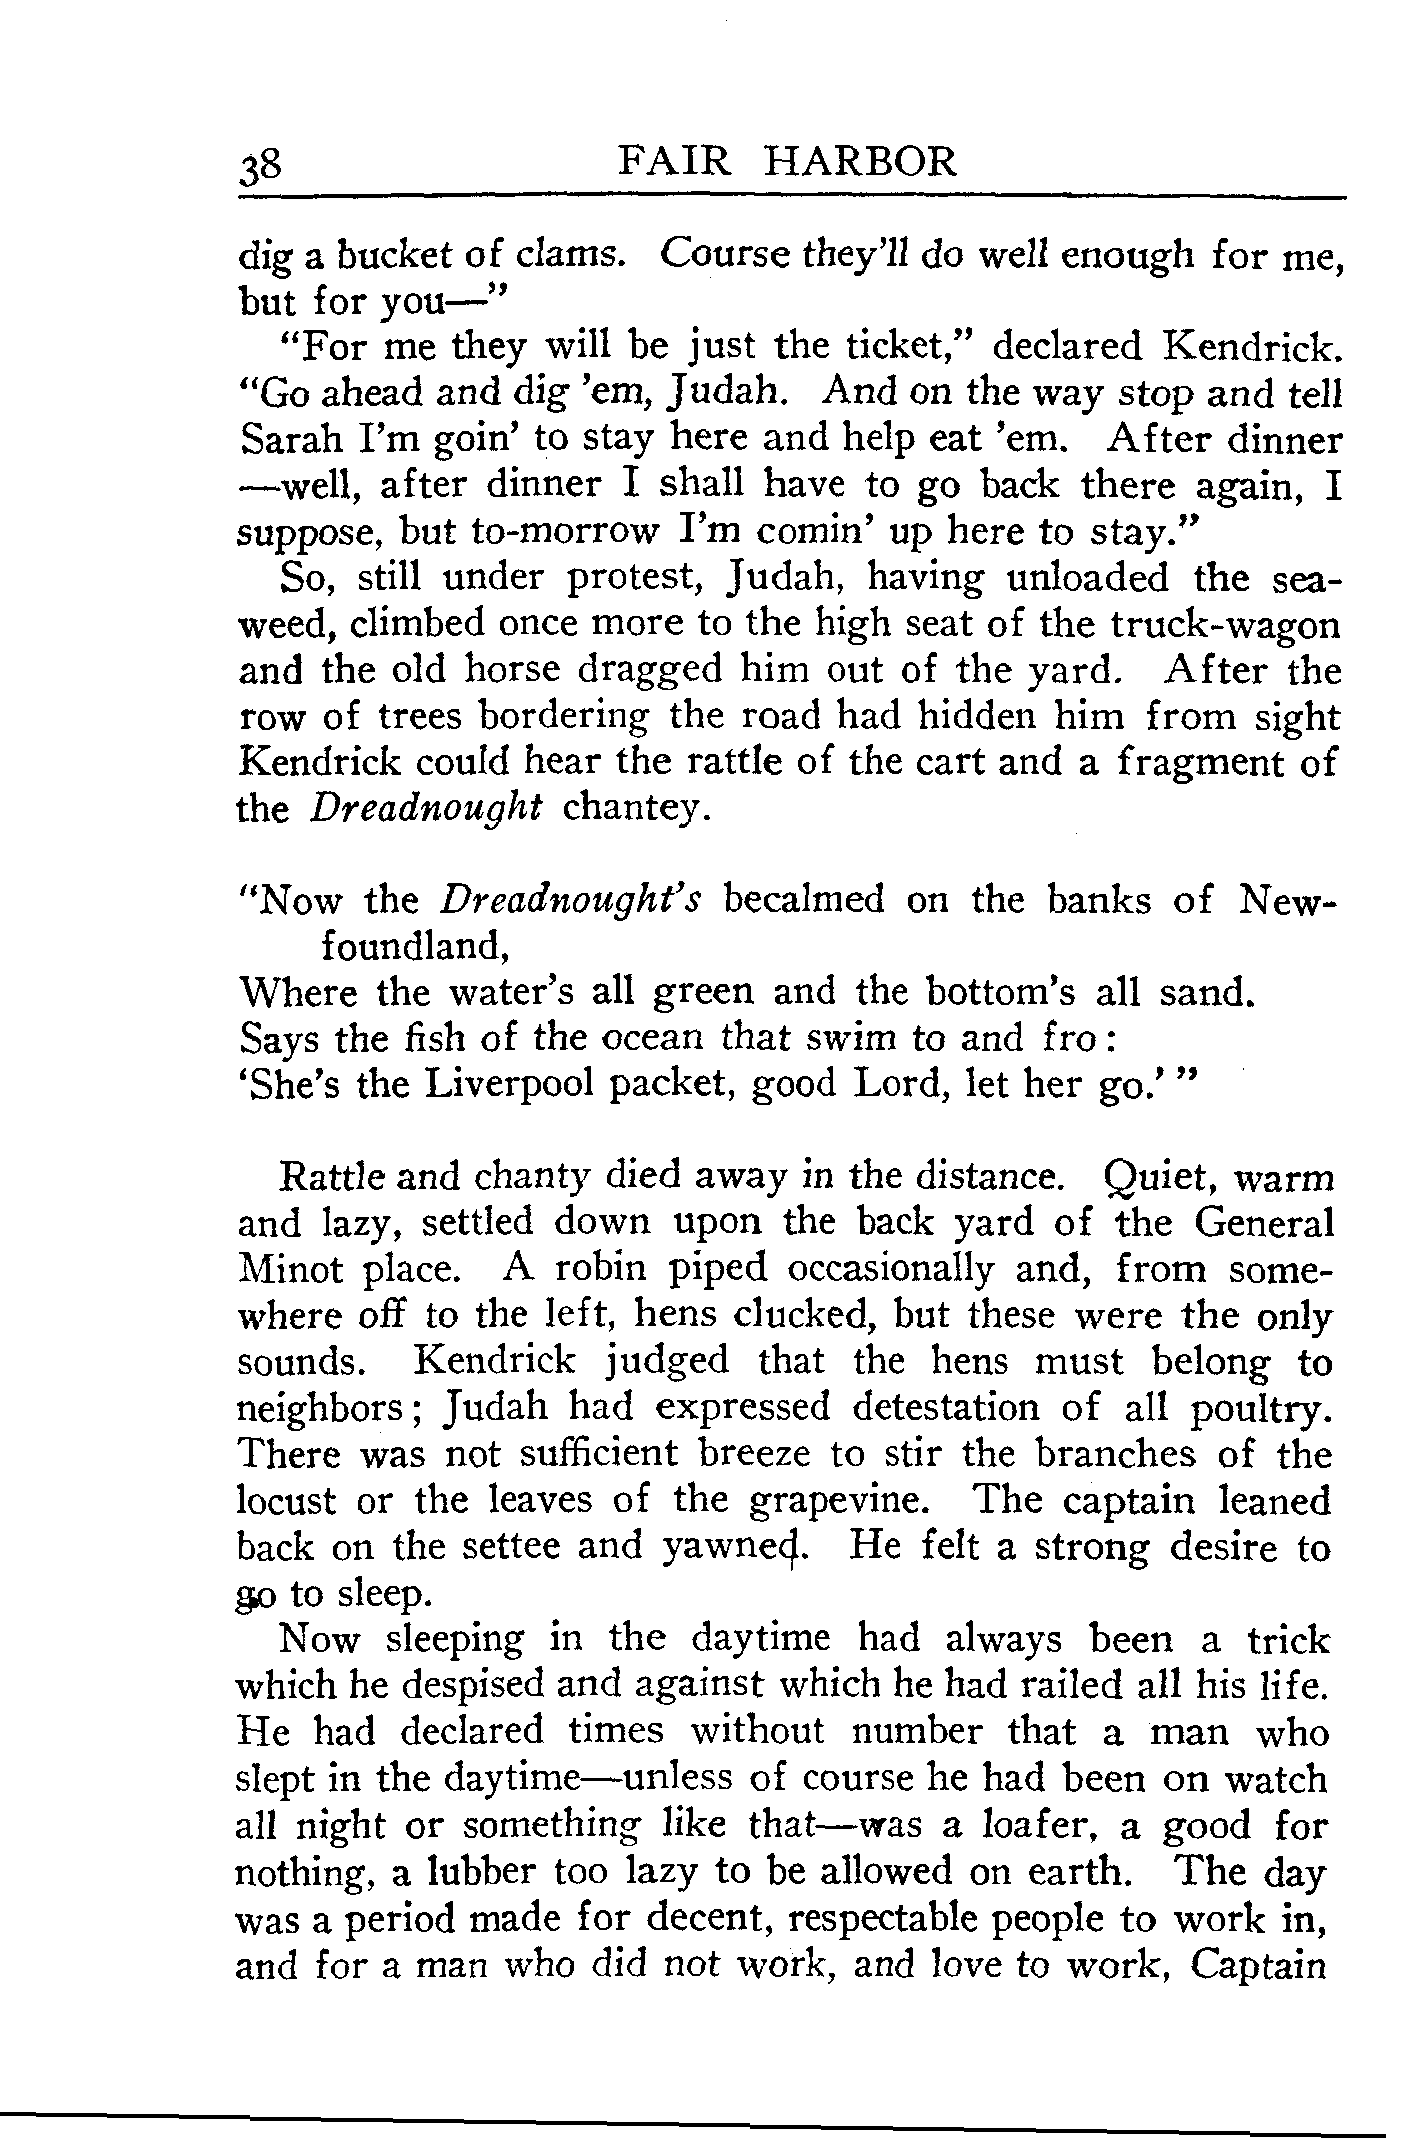 38 FAIR HARBOR
dig a bucket of clams. Course they'll do well enough for me,
but for you—"
"For me they will be just the ticket," declared Kendrick.
"Go ahead and dig 'em, Judah. And on the way stop and tell
Sarah I'm goin' to stay here and help eat 'em. After dinner
—well, after dinner I shall have to go back there again, I
suppose, but to-morrow I'm comin' up here to stay."
So, still under protest, Judah, having unloaded the sea-
weed, climbed once more to the high seat of the truck-wagon
and the old horse dragged him out of the yard. After the
row of trees bordering the road had hidden him from sight
Kendrick could hear the rattle of the cart and a fragment of
the Dreadnought chantey.
"Now the Dreadnought's becalmed on the banks of New-
foundland,
Where the water's all green and the bottom's all sand.
Says the fish of the ocean that swim to and fro:
'She's the Liverpool packet, good Lord, let her go.' "
Rattle and chanty died away in the distance. Quiet, warm
and lazy, settled down upon the back yard of the General
Minot place. A robin piped occasionally and, from some-
where off to the left, hens clucked, but these were the only
sounds. Kendrick judged that the hens must belong to
neighbors; Judah had expressed detestation of all poultry.
There was not sufficient breeze to stir the branches of the
locust or the leaves of the grapevine. The captain leaned
back on the settee and yawned. He felt a strong desire to
go to sleep.
Now sleeping in the daytime had always been a trick
which he despised and against which he had railed all his life.
He had declared times without number that a man who
slept in the daytime—unless of course he had been on watch
all night or something like that—was a loafer, a good for
nothing, a lubber too lazy to be allowed on earth. The day
was a period made for decent, respectable people to work in,
and for a man who did not work, and love to work, Captain